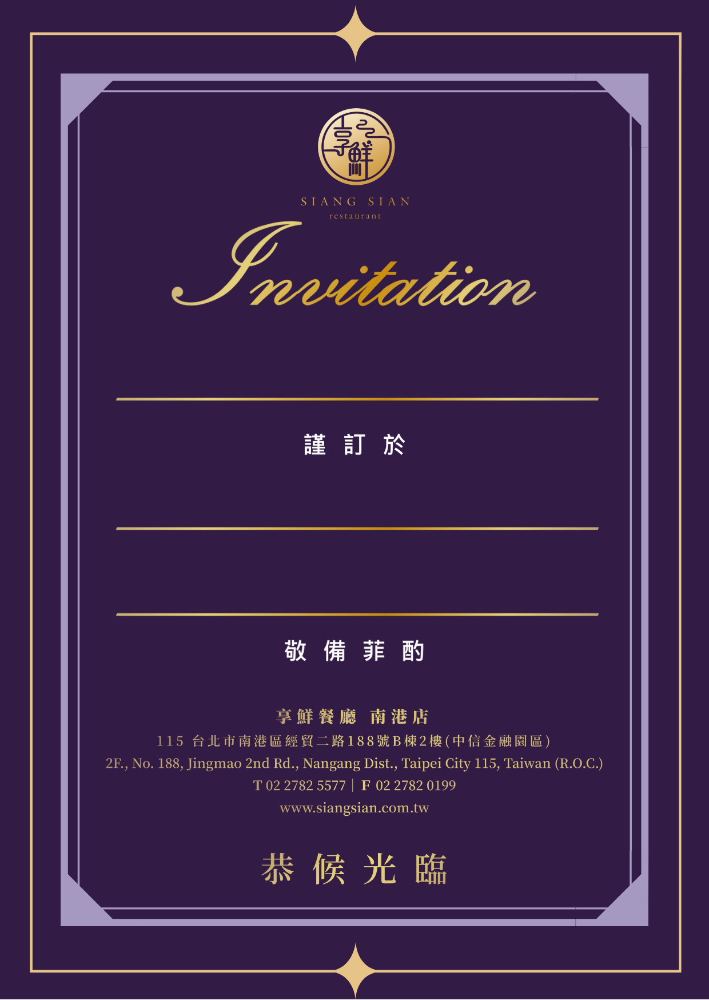 享鮮
SIANG SIAN
restaurant
Invitation
謹訂於
敬備菲酌
享鮮餐廳 南港店
115 台北市南港區經貿二路188號B棟2樓(中信金融園區)
2F., No. 188, Jingmao 2nd Rd., Nangang Dist., Taipei City 115, Taiwan (R.O.C.)
T 02 2782 5577 | F 02 2782 0199
www.siangsian.com.tw
恭候光臨